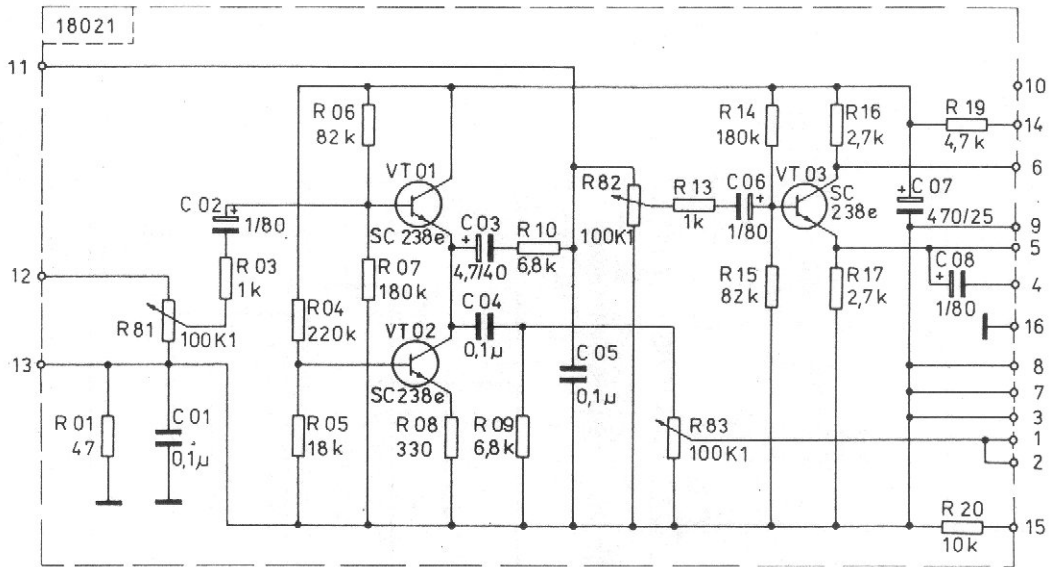 18021
11
12
13
10
14
6
9
5
4
16
8
7
3
1
2
15
R 06
82 k
R 14
180k
R16
2,7k
R 19
4,7 k
VT01
SC 238e
C 02
+
1/80
R 03
1 k
R 07
180k
C 03
+
4,7/40
R 10
6,8k
R82
100K1
R 13
1k
C 06
+
1/80
VT 03
SC
238e
+
C 07
470/25
R 15
82k
R 17
2,7k
+
C 08
1/80
R81
100K1
R 04
220k
VT02
SC238e
C 04
0,1µ
C 05
0,1µ
R 01
47
C 01
0,1µ
R 05
18k
R 08
330
R 09
6,8k
R83
100K1
R 20
10k